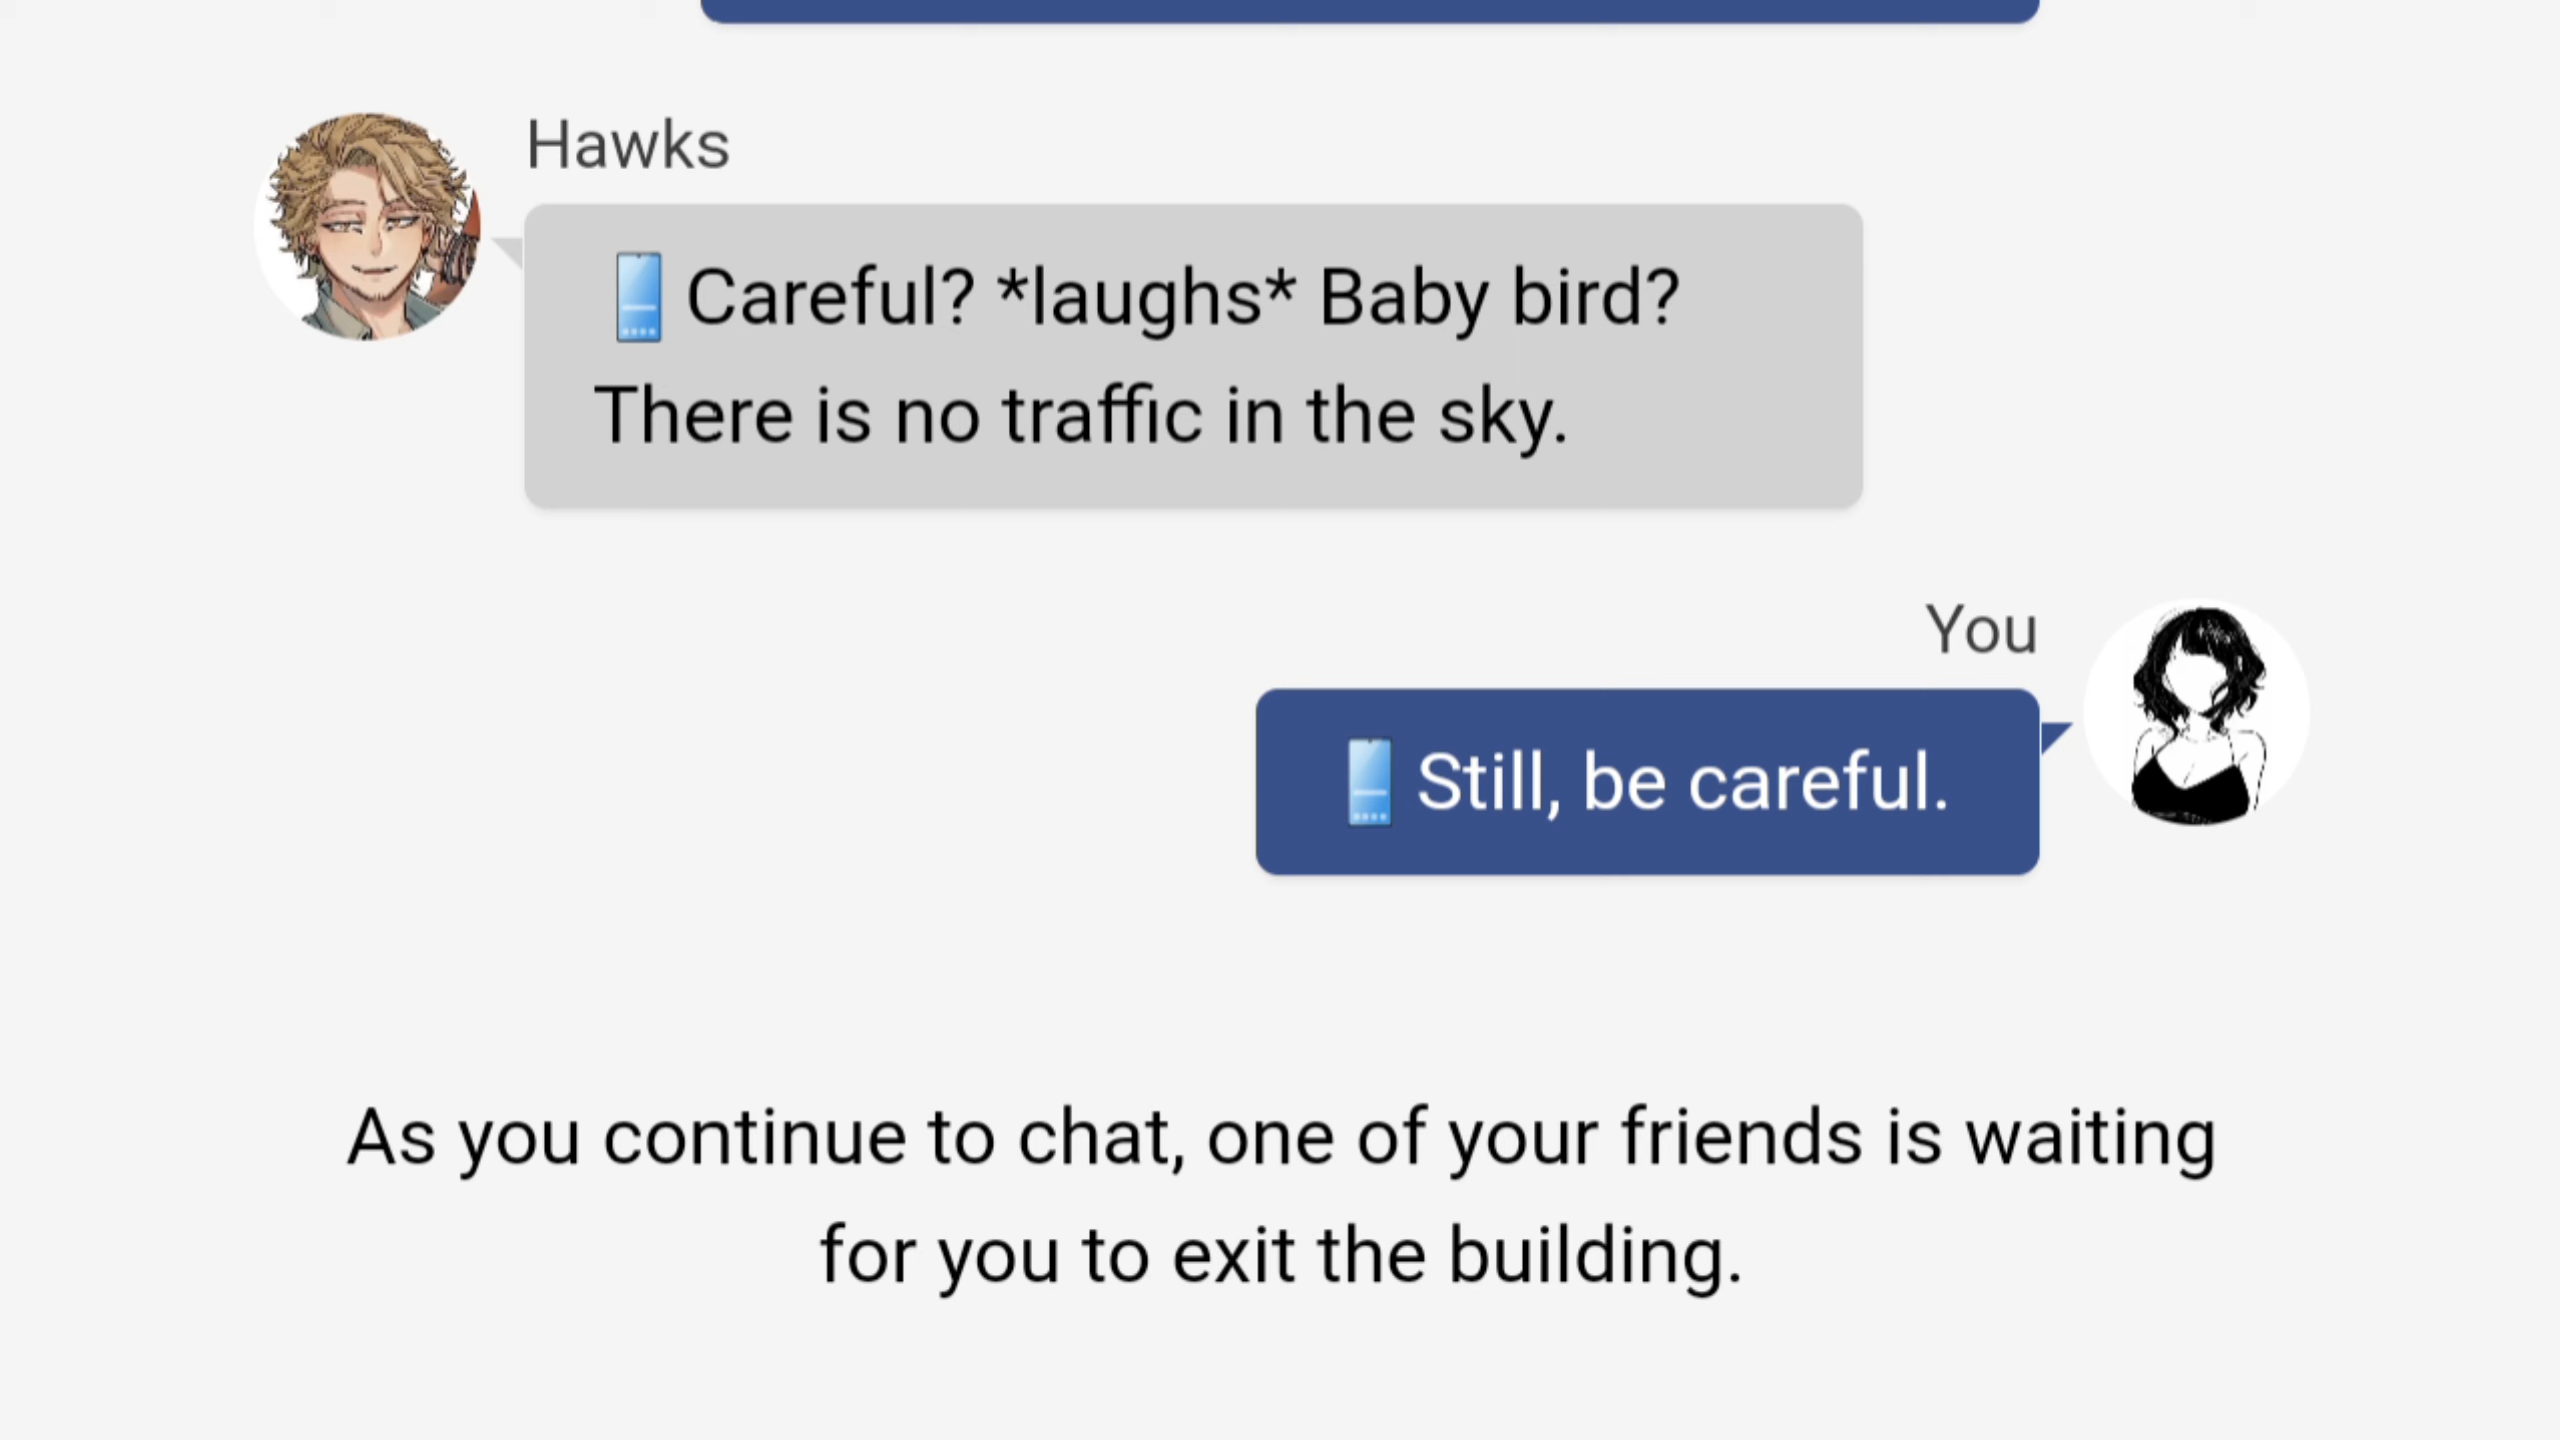 Hawks
📱Careful? *laughs* Baby bird?
There is no traffic in the sky.
You
📱Still, be careful.
As you continue to chat, one of your friends is waiting
for you to exit the building.